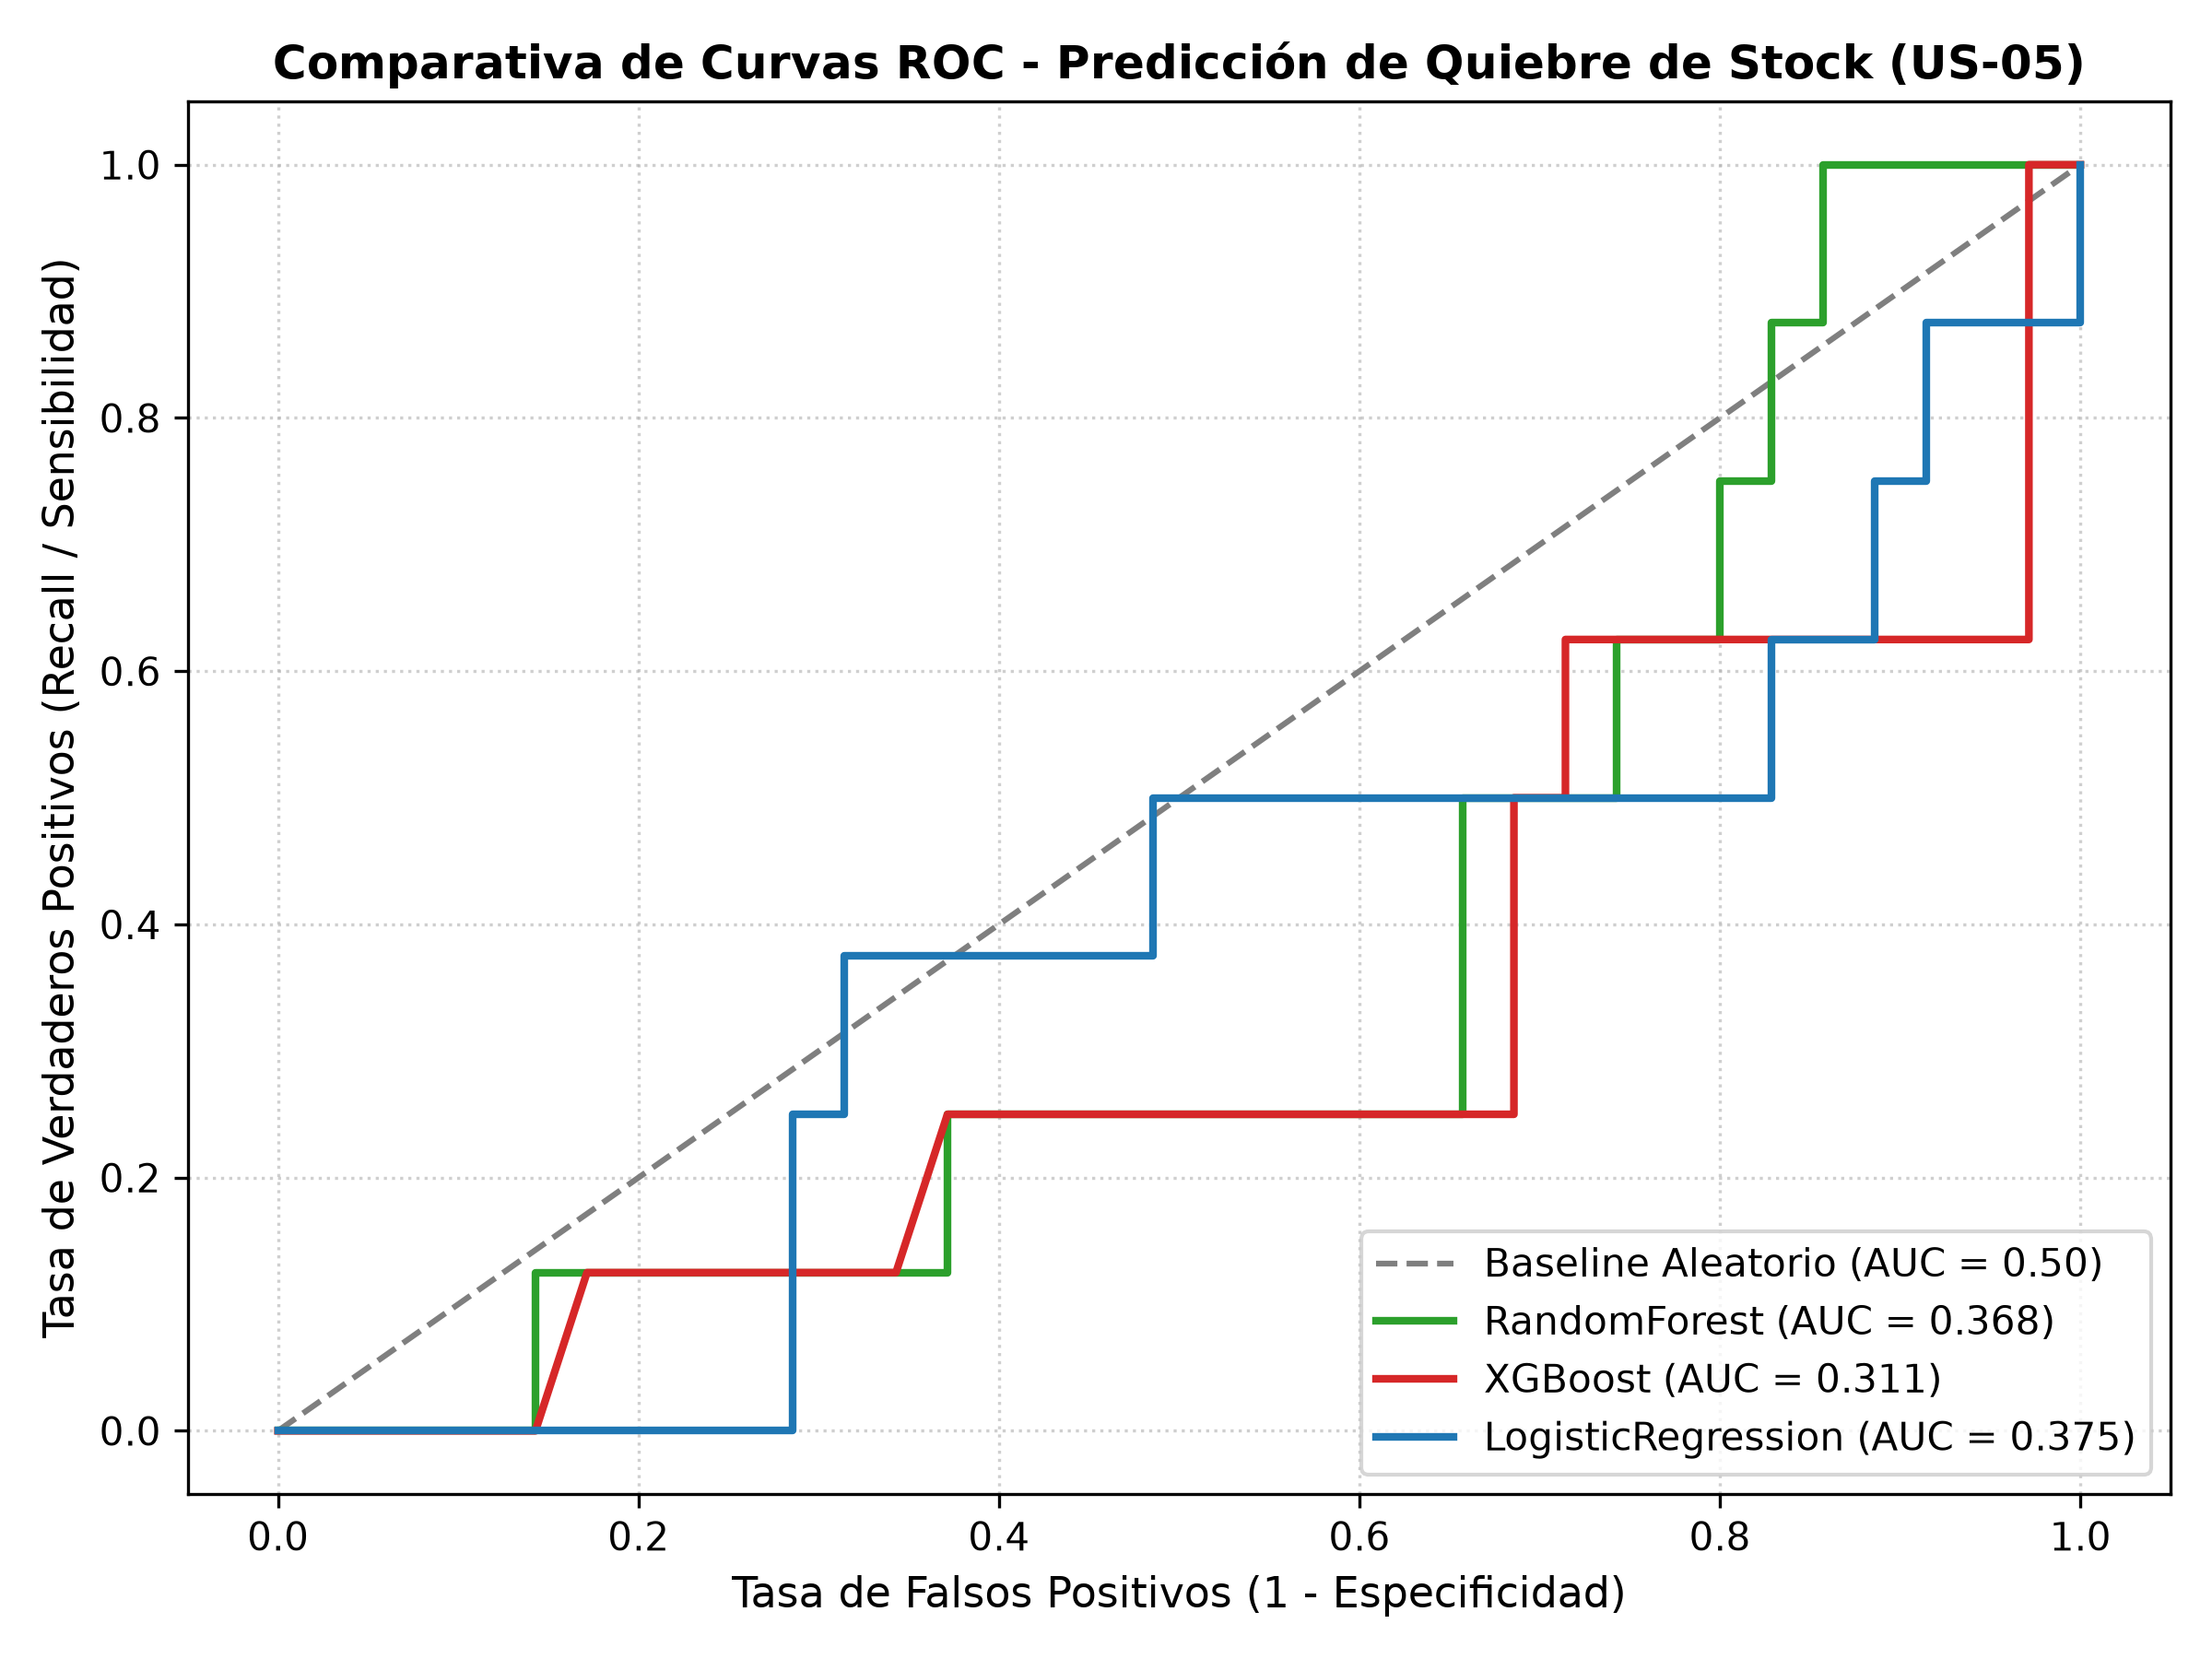 Comparativa de Curvas ROC - Predicción de Quiebre de Stock (US-05)
Tasa de Verdaderos Positivos (Recall / Sensibilidad)
1.0
0.8
0.6
0.4
0.2
0.0
Baseline Aleatorio (AUC = 0.50)
RandomForest (AUC = 0.368)
XGBoost (AUC = 0.311)
LogisticRegression (AUC = 0.375)
0.0 0.2 0.4 0.6 0.8 1.0
Tasa de Falsos Positivos (1 - Especificidad)